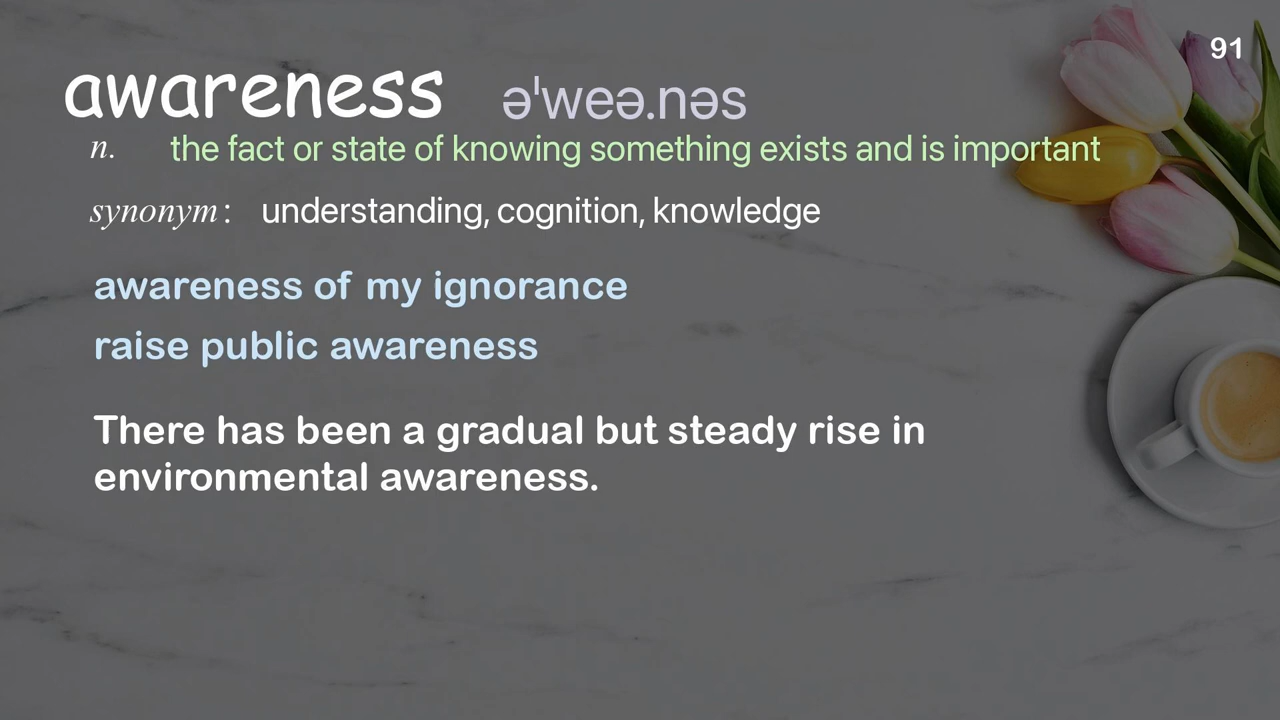 91
awareness əˈweə.nəs
n. the fact or state of knowing something exists and is important
synonym: understanding, cognition, knowledge
awareness of my ignorance
raise public awareness
There has been a gradual but steady rise in
environmental awareness.